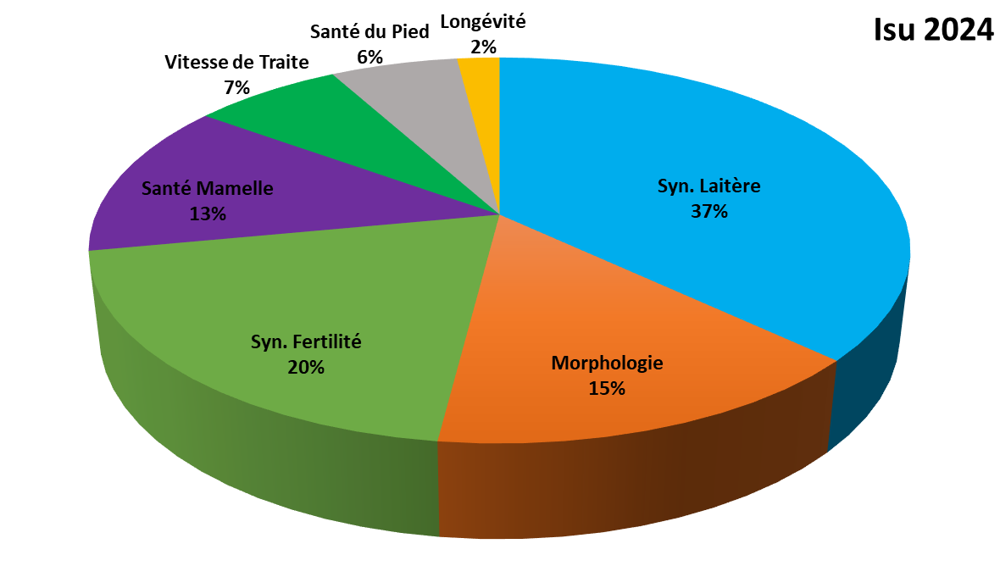 Isu 2024
Longévité
2%
Santé du Pied
6%
Vitesse de Traite
7%
Santé Mamelle
13%
Syn. Laitère
37%
Syn. Fertilité
20%
Morphologie
15%